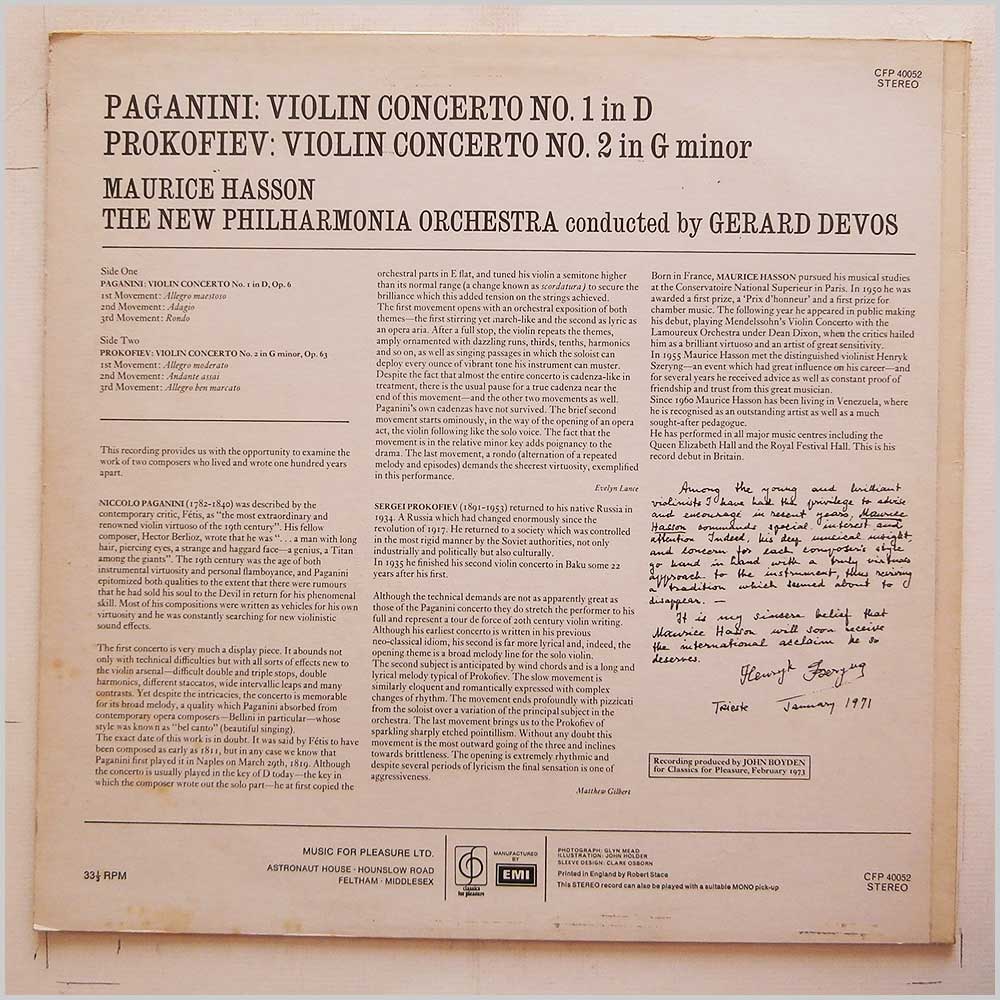 CFP 40052
STEREO
PAGANINI: VIOLIN CONCERTO NO. 1 in D
PROKOFIEV: VIOLIN CONCERTO NO. 2 in G minor
MAURICE HASSON
THE NEW PHILHARMONIA ORCHESTRA conducted by GERARD DEVOS
Side One
PAGANINI: VIOLIN CONCERTO No. 1 in D, Op. 6
1st Movement: Allegro maestoso
2nd Movement: Adagio
3rd Movement: Rondo
Side Two
PROKOFIEV: VIOLIN CONCERTO No. 2 in G minor, Op. 63
1st Movement: Allegro moderato
2nd Movement: Andante assai
3rd Movement: Allegro ben marcato
This recording provides us with the opportunity to examine the
work of two composers who lived and wrote one hundred years
apart.
NICCOLO PAGANINI (1782-1840) was described by the
contemporary critic, Fétis, as "the most extraordinary and
renowned violin virtuoso of the 19th century". His fellow
composer, Hector Berlioz, wrote that he was "... a man with long
hair, piercing eyes, a strange and haggard face—a genius, a Titan
among the giants". The 19th century was the age of both
instrumental virtuosity and personal flamboyance, and Paganini
epitomized both qualities to the extent that there were rumours
that he had sold his soul to the Devil in return for his phenomenal
skill. Most of his compositions were written as vehicles for his own
virtuosity and he was constantly searching for new violinistic
sound effects.
The first concerto is very much a display piece. It abounds not
only with technical difficulties but with all sorts of effects new to
the violin arsenal—difficult double and triple stops, double
harmonics, different staccatos, wide intervallic leaps and many
contrasts. Yet despite the intricacies, the concerto is memorable
for its broad melody, a quality which Paganini absorbed from
contemporary opera composers—Bellini in particular—whose
style was known as "bel canto" (beautiful singing).
The exact date of this work is in doubt. It was said by Fétis to have
been composed as early as 1811, but in any case we know that
Paganini first played it in Naples on March 29th, 1819. Although
the concerto is usually played in the key of D today—the key in
which the composer wrote out the solo part—he at first copied the
orchestral parts in E flat, and tuned his violin a semitone higher
than its normal range (a change known as scordatura) to secure the
brilliance which this added tension on the strings achieved.
The first movement opens with an orchestral exposition of both
themes—the first stirring yet march-like and the second as lyric as
an opera aria. After a full stop, the violin repeats the themes,
amply ornamented with dazzling runs, thirds, tenths, harmonics
and so on, as well as singing passages in which the soloist can
deploy every ounce of vibrant tone his instrument can muster.
Despite the fact that almost the entire concerto is cadenza-like in
treatment, there is the usual pause for a true cadenza near the
end of this movement—and the other two movements as well.
Paganini's own cadenzas have not survived. The brief second
movement starts ominously, in the way of the opening of an opera
act, the violin following like the solo voice. The fact that the
movement is in the relative minor key adds poignancy to the
drama. The last movement, a rondo (alternation of a repeated
melody and episodes) demands the sheerest virtuosity, exemplified
in this performance.
Evelyn Lance
SERGEI PROKOFIEV (1891-1953) returned to his native Russia in
1934. A Russia which had changed enormously since the
revolution of 1917. He returned to a society which was controlled
in the most rigid manner by the Soviet authorities, not only
industrially and politically but also culturally.
In 1935 he finished his second violin concerto in Baku some 22
years after his first.
Although the technical demands are not as apparently great as
those of the Paganini concerto they do stretch the performer to his
full and represent a tour de force of 20th century violin writing.
Although his earliest concerto is written in his previous
neo-classical idiom, his second is far more lyrical and, indeed, the
opening theme is a broad melody line for the solo violin.
The second subject is anticipated by wind chords and is a long and
lyrical melody typical of Prokofiev. The slow movement is
similarly eloquent and romantically expressed with complex
changes of rhythm. The movement ends profoundly with pizzicati
from the soloist over a variation of the principal subject in the
orchestra. The last movement brings us to the Prokofiev of
sparkling sharply etched pointillism. Without any doubt this
movement is the most outward going of the three and inclines
towards brittleness. The opening is extremely rhythmic and
despite several periods of lyricism the final sensation is one of
aggressiveness.
Matthew Gilbert
Born in France, MAURICE HASSON pursued his musical studies
at the Conservatoire National Superieur in Paris. In 1950 he was
awarded a first prize, a 'Prix d'honneur' and a first prize for
chamber music. The following year he appeared in public making
his debut, playing Mendelssohn's Violin Concerto with the
Lamoureux Orchestra under Dean Dixon, when the critics hailed
him as a brilliant virtuoso and an artist of great sensitivity.
In 1955 Maurice Hasson met the distinguished violinist Henryk
Szeryng—an event which had great influence on his career—and
for several years he received advice as well as constant proof of
friendship and trust from this great musician.
Since 1960 Maurice Hasson has been living in Venezuela, where
he is recognised as an outstanding artist as well as a much
sought-after pedagogue.
He has performed in all major music centres including the
Queen Elizabeth Hall and the Royal Festival Hall. This is his
record debut in Britain.
Among the young and brilliant
violinists I have had the privilege to advise
and encourage in recent years, Maurice
Hasson commands special interest and
attention. Indeed, his deep musical insight,
and concern for each composer's style
go hand in hand with a truly virtuoso
approach to the instrument, thus reviving
a tradition which seemed about to
disappear. —
It is my sincere belief that
Maurice Hasson will soon receive
the international acclaim he so
deserves.
Henryk Szeryng
Trieste January 1971
Recording produced by JOHN BOYDEN
for Classics for Pleasure, February 1973
33⅓ RPM
MUSIC FOR PLEASURE LTD.
ASTRONAUT HOUSE · HOUNSLOW ROAD
FELTHAM · MIDDLESEX
classics
for pleasure
MANUFACTURED
BY
EMI
PHOTOGRAPH: GLYN MEAD
ILLUSTRATION: JOHN HOLDER
SLEEVE DESIGN: CLARE OSBORN
Printed in England by Robert Stace
This STEREO record can also be played with a suitable MONO pick-up
CFP 40052
STEREO